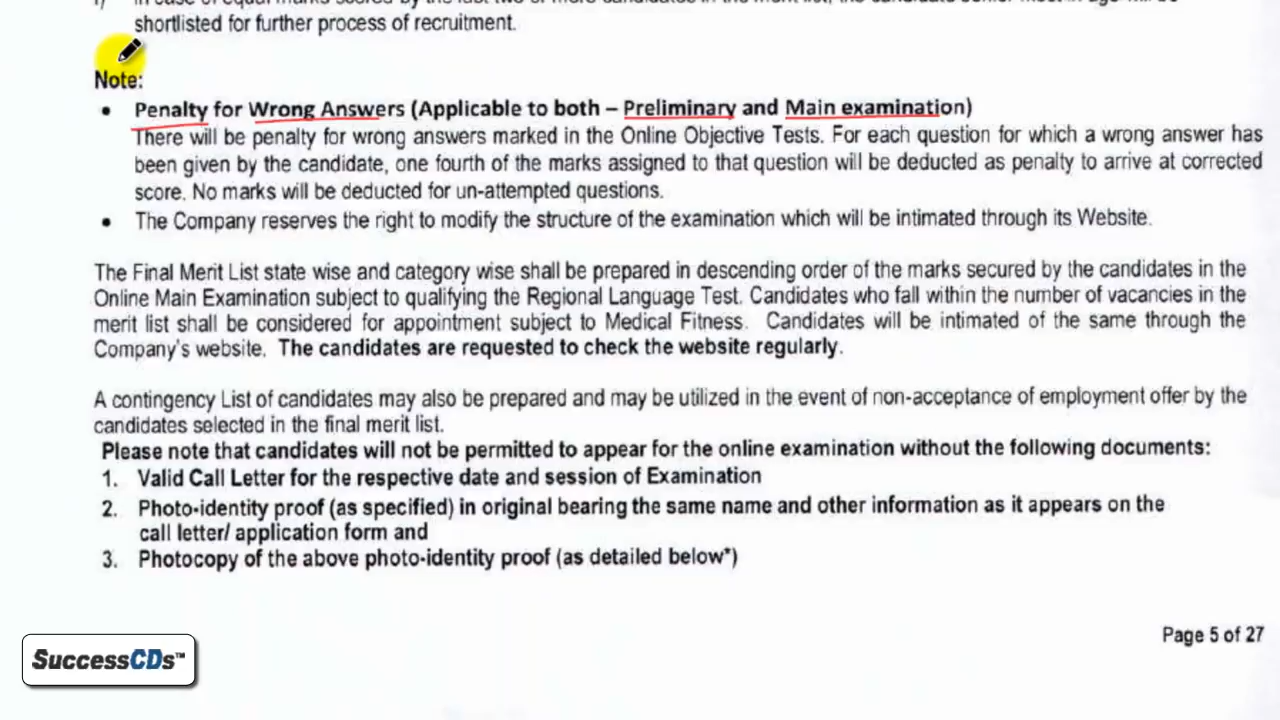 shortlisted for further process of recruitment.
Note:
• Penalty for Wrong Answers (Applicable to both – Preliminary and Main examination)
There will be penalty for wrong answers marked in the Online Objective Tests. For each question for which a wrong answer has
been given by the candidate, one fourth of the marks assigned to that question will be deducted as penalty to arrive at corrected
score. No marks will be deducted for un-attempted questions.
• The Company reserves the right to modify the structure of the examination which will be intimated through its Website.
The Final Merit List state wise and category wise shall be prepared in descending order of the marks secured by the candidates in the
Online Main Examination subject to qualifying the Regional Language Test. Candidates who fall within the number of vacancies in the
merit list shall be considered for appointment subject to Medical Fitness. Candidates will be intimated of the same through the
Company's website. The candidates are requested to check the website regularly.
A contingency List of candidates may also be prepared and may be utilized in the event of non-acceptance of employment offer by the
candidates selected in the final merit list.
Please note that candidates will not be permitted to appear for the online examination without the following documents:
1. Valid Call Letter for the respective date and session of Examination
2. Photo-identity proof (as specified) in original bearing the same name and other information as it appears on the
call letter/ application form and
3. Photocopy of the above photo-identity proof (as detailed below*)
Page 5 of 27
SuccessCDs™